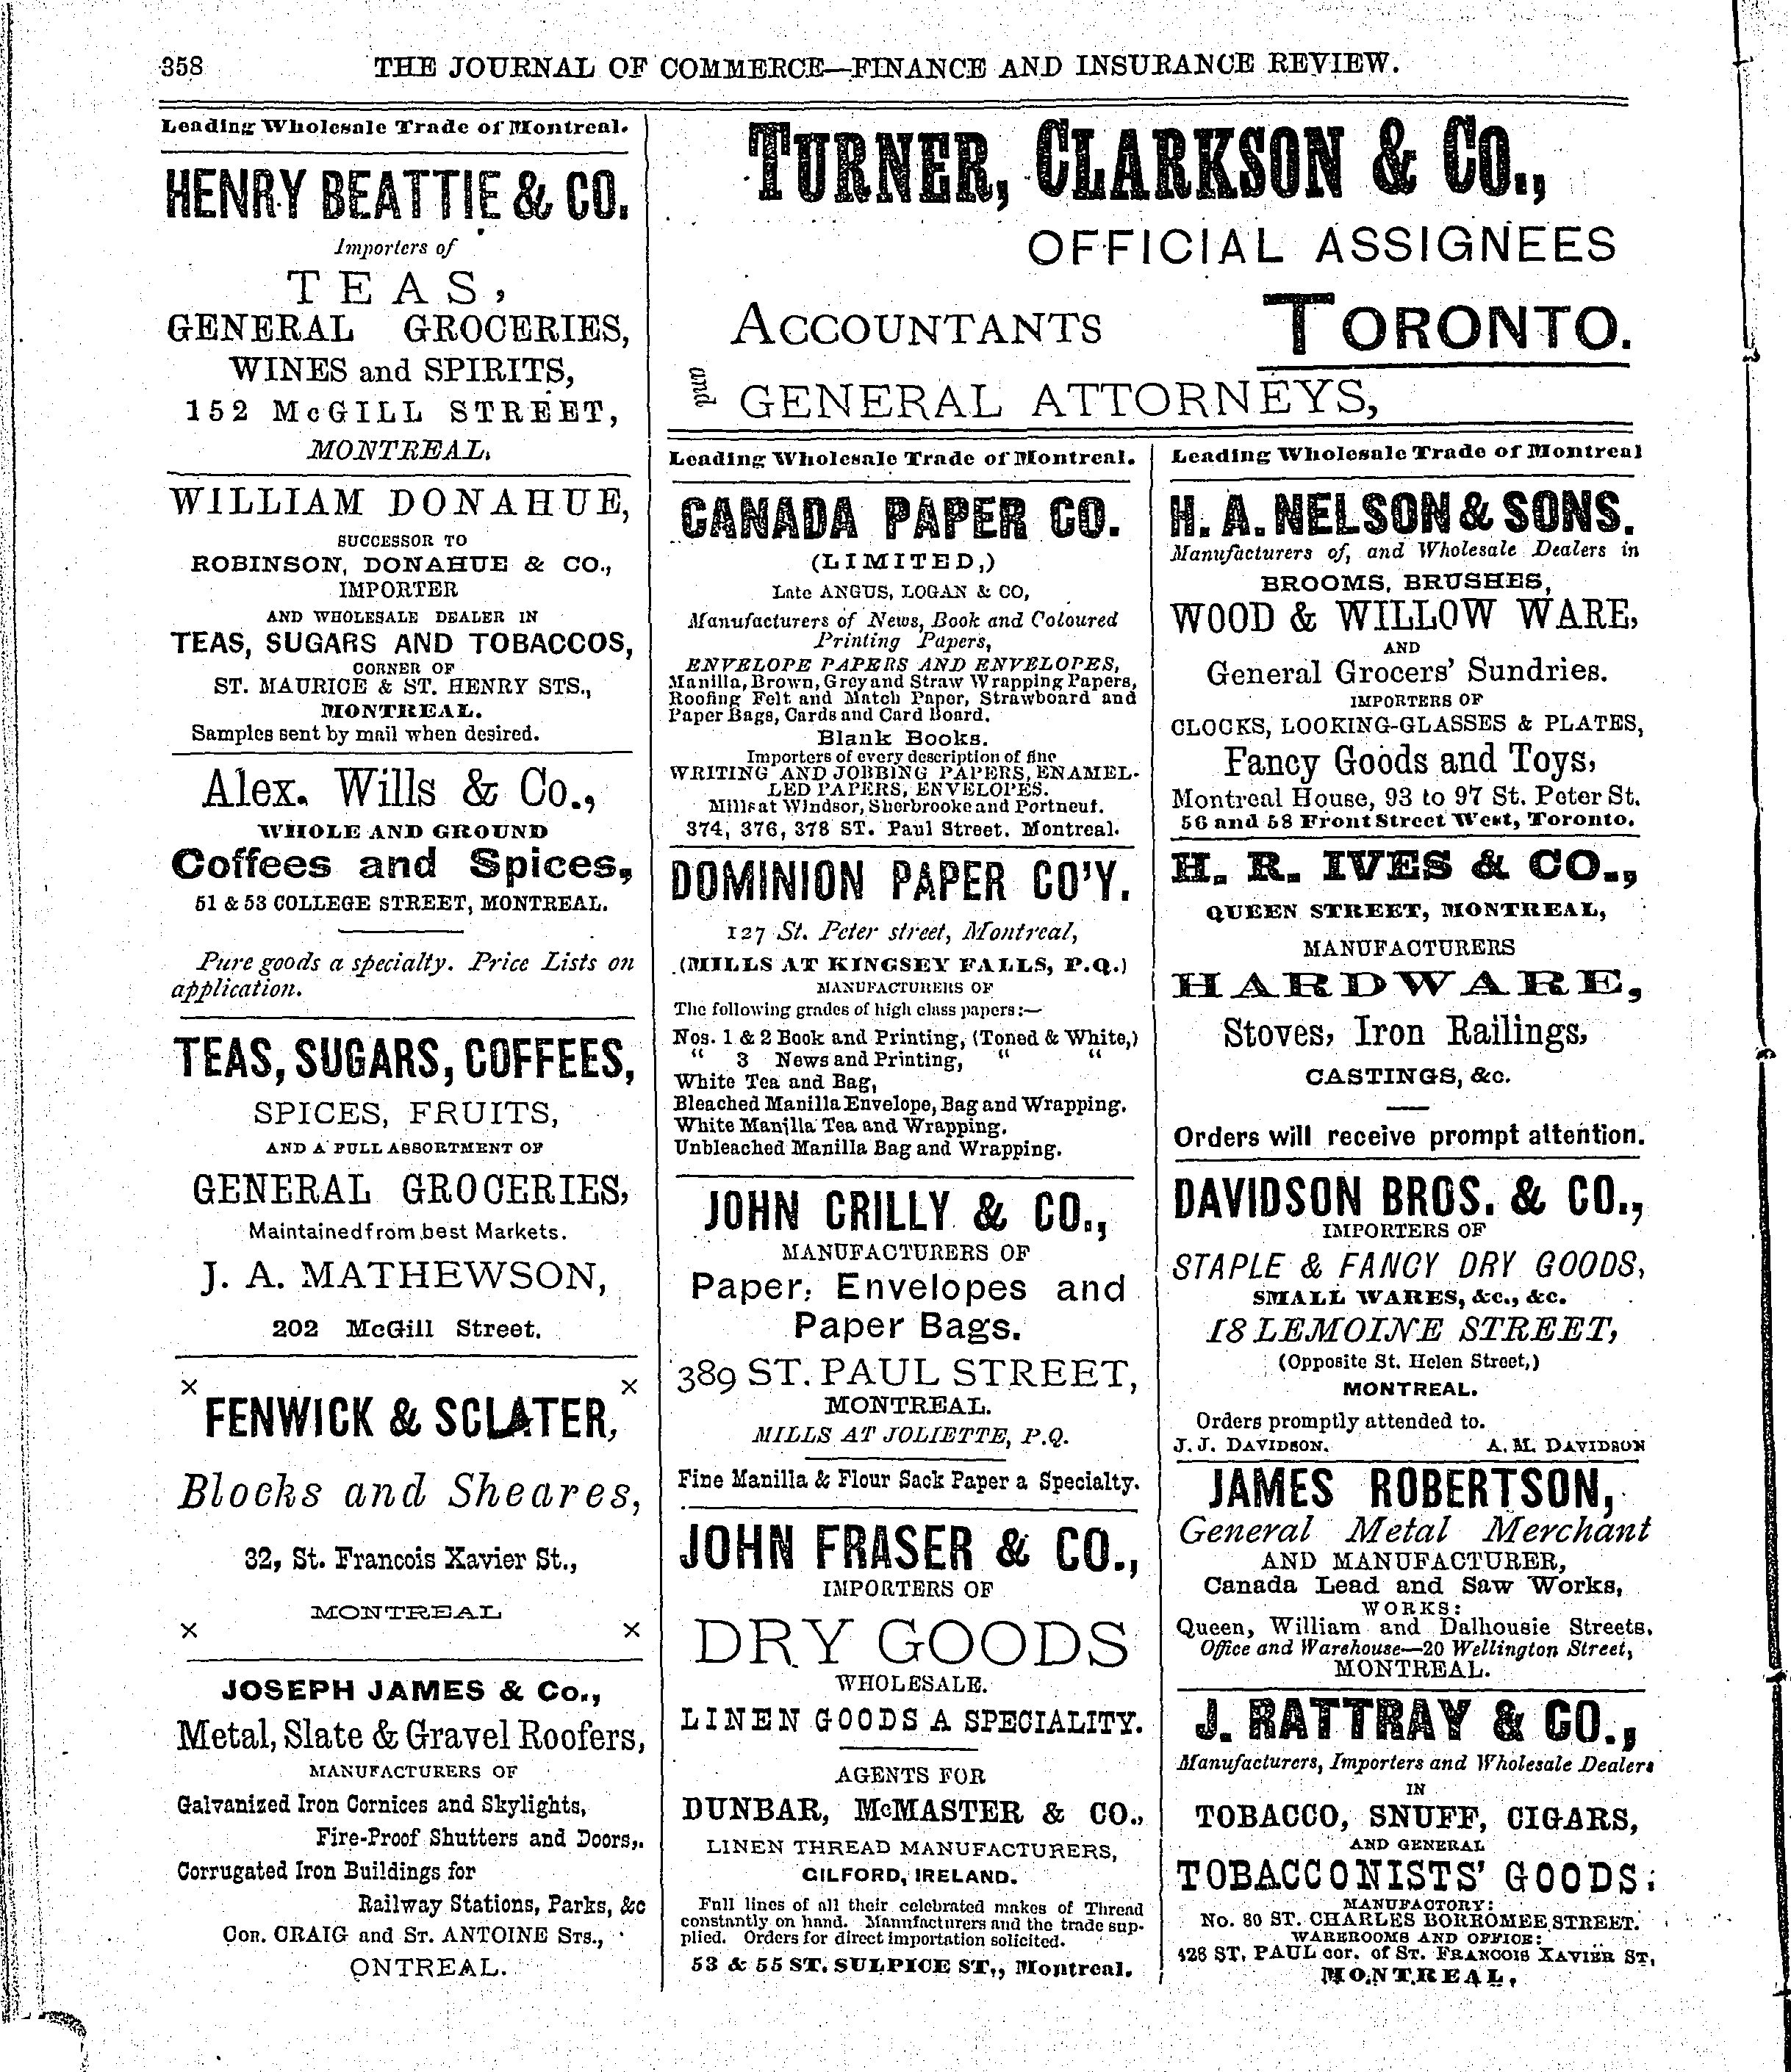 358
THE JOURNAL OF COMMERCE—FINANCE AND INSURANCE REVIEW.
Leading Wholesale Trade of Montreal.
HENRY BEATTIE & CO.
Importers of
TEAS,
GENERAL GROCERIES,
WINES and SPIRITS,
152 McGILL STREET,
MONTREAL,
WILLIAM DONAHUE,
SUCCESSOR TO
ROBINSON, DONAHUE & CO.,
IMPORTER
AND WHOLESALE DEALER IN
TEAS, SUGARS AND TOBACCOS,
CORNER OF
ST. MAURICE & ST. HENRY STS.,
MONTREAL.
Samples sent by mail when desired.
Alex. Wills & Co.,
WHOLE AND GROUND
Coffees and Spices,
51 & 53 COLLEGE STREET, MONTREAL.
Pure goods a specialty. Price Lists on
application.
TEAS, SUGARS, COFFEES,
SPICES, FRUITS,
AND A FULL ASSORTMENT OF
GENERAL GROCERIES,
Maintained from best Markets.
J. A. MATHEWSON,
202 McGill Street.
FENWICK & SCLATER,
Blocks and Sheares,
32, St. Francois Xavier St.,
MONTREAL
JOSEPH JAMES & Co.,
Metal, Slate & Gravel Roofers,
MANUFACTURERS OF
Galvanized Iron Cornices and Skylights,
Fire-Proof Shutters and Doors,.
Corrugated Iron Buildings for
Railway Stations, Parks, &c
Cor. CRAIG and St. ANTOINE Sts.,
ONTREAL.
TURNER, CLARKSON & CO.,
OFFICIAL ASSIGNEES
ACCOUNTANTS
TORONTO.
and GENERAL ATTORNEYS,
Leading Wholesale Trade of Montreal.
CANADA PAPER CO.
(LIMITED,)
Late ANGUS, LOGAN & CO,
Manufacturers of News, Book and Coloured
Printing Papers,
ENVELOPE PAPERS AND ENVELOPES,
Manilla, Brown, Grey and Straw Wrapping Papers,
Roofing Felt and Match Paper, Strawboard and
Paper Bags, Cards and Card Board.
Blank Books.
Importers of every description of fine
WRITING AND JOBBING PAPERS, ENAMEL-
LED PAPERS, ENVELOPES.
Mills at Windsor, Sherbrooke and Portneuf.
374, 376, 378 ST. Paul Street. Montreal.
DOMINION PAPER CO'Y.
127 St. Peter street, Montreal,
(MILLS AT KINGSEY FALLS, P.Q.)
MANUFACTURERS OF
The following grades of high class papers:—
Nos. 1 & 2 Book and Printing, (Toned & White,)
" 3 News and Printing, " "
White Tea and Bag,
Bleached Manilla Envelope, Bag and Wrapping.
White Manilla Tea and Wrapping.
Unbleached Manilla Bag and Wrapping.
JOHN CRILLY & CO.,
MANUFACTURERS OF
Paper, Envelopes and
Paper Bags.
389 ST. PAUL STREET,
MONTREAL.
MILLS AT JOLIETTE, P.Q.
Fine Manilla & Flour Sack Paper a Specialty.
JOHN FRASER & CO.,
IMPORTERS OF
DRY GOODS
WHOLESALE.
LINEN GOODS A SPECIALITY.
AGENTS FOR
DUNBAR, McMASTER & CO.,
LINEN THREAD MANUFACTURERS,
GILFORD, IRELAND.
Full lines of all their celebrated makes of Thread
constantly on hand. Manufacturers and the trade sup-
plied. Orders for direct importation solicited.
53 & 55 ST. SULPICE ST., Montreal.
Leading Wholesale Trade of Montreal
H. A. NELSON & SONS.
Manufacturers of, and Wholesale Dealers in
BROOMS, BRUSHES,
WOOD & WILLOW WARE,
AND
General Grocers' Sundries.
IMPORTERS OF
CLOCKS, LOOKING-GLASSES & PLATES,
Fancy Goods and Toys,
Montreal House, 93 to 97 St. Peter St.
56 and 58 Front Street West, Toronto.
H. R. IVES & CO.,
QUEEN STREET, MONTREAL,
MANUFACTURERS
HARDWARE,
Stoves, Iron Railings,
CASTINGS, &c.
Orders will receive prompt attention.
DAVIDSON BROS. & CO.,
IMPORTERS OF
STAPLE & FANCY DRY GOODS,
SMALL WARES, &c., &c.
18 LEMOINE STREET,
(Opposite St. Helen Street,)
MONTREAL.
Orders promptly attended to.
J. J. DAVIDSON. A. M. DAVIDSON
JAMES ROBERTSON,
General Metal Merchant
AND MANUFACTURER,
Canada Lead and Saw Works,
WORKS:
Queen, William and Dalhousie Streets.
Office and Warehouse—20 Wellington Street,
MONTREAL.
J. RATTRAY & CO.,
Manufacturers, Importers and Wholesale Dealers
IN
TOBACCO, SNUFF, CIGARS,
AND GENERAL
TOBACCONISTS' GOODS:
MANUFACTORY:
No. 80 ST. CHARLES BORROMEE STREET.
WAREROOMS AND OFFICE:
428 ST. PAUL cor. of St. FRANCOIS XAVIER ST,
MONTREAL,